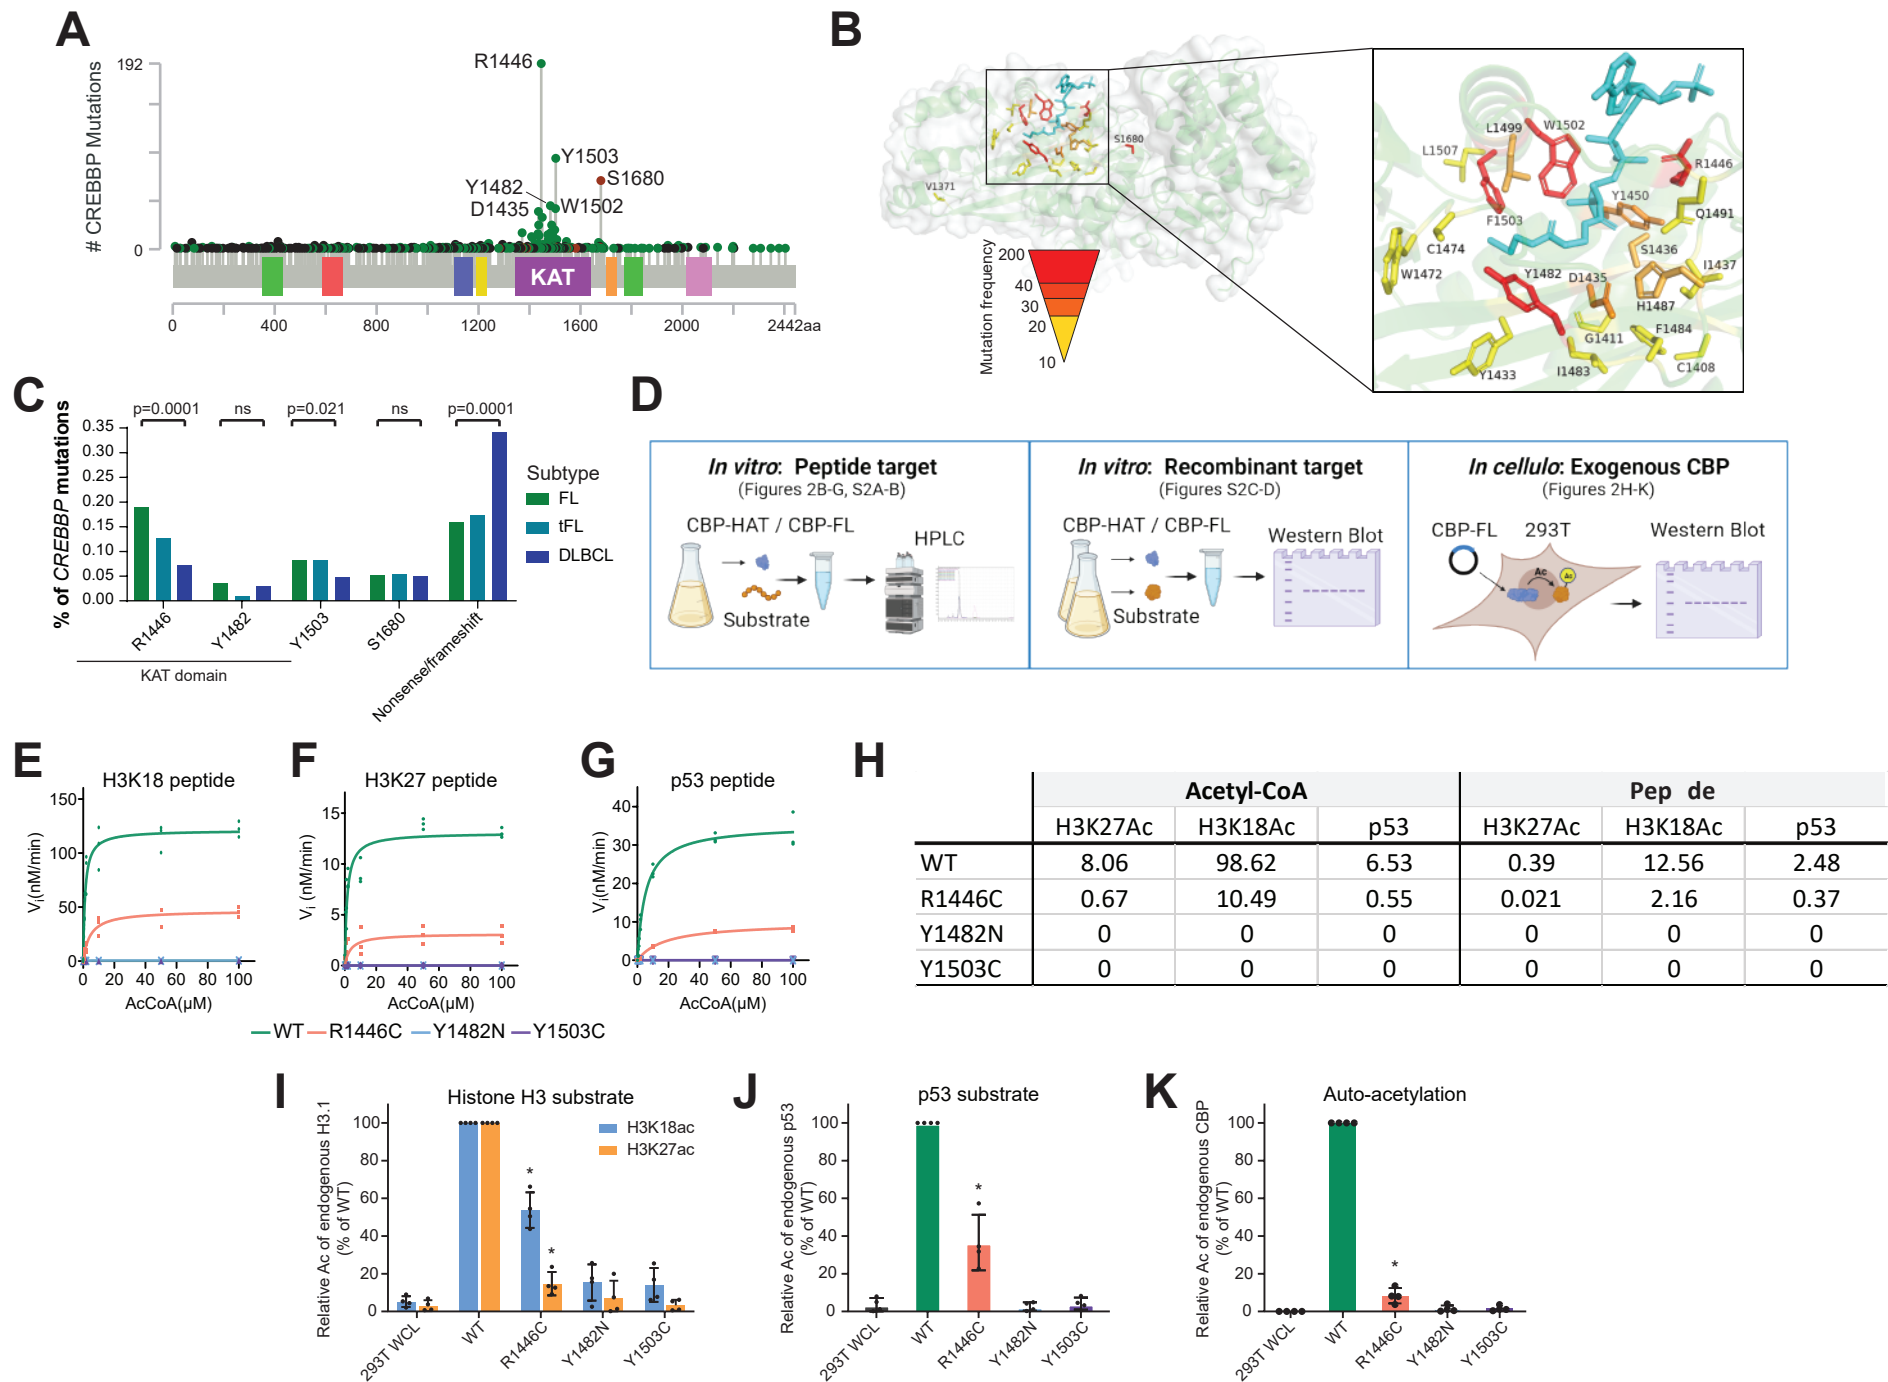 A
# CREBBP Mutations
192
0
R1446
Y1503
S1680
Y1482
W1502
D1435
KAT
0 400 800 1200 1600 2000 2442aa
B
V1371
S1680
Mutation frequency
200
40
30
20
10
L1499
W1502
L1507
R1446
Y1450
Q1491
F1503
C1474
S1436
W1472
Y1482
D1435
I1437
H1487
G1411
F1484
Y1433
I1483
C1408
C
% of CREBBP mutations
p=0.0001 ns p=0.021 ns p=0.0001
0.35
0.30
0.25
0.20
0.15
0.10
0.05
0.00
R1446 Y1482 Y1503 S1680 Nonsense/frameshift
KAT domain
Subtype
FL
tFL
DLBCL
D
In vitro: Peptide target
(Figures 2B-G, S2A-B)
CBP-HAT / CBP-FL
HPLC
Substrate
In vitro: Recombinant target
(Figures S2C-D)
CBP-HAT / CBP-FL
Western Blot
Substrate
In cellulo: Exogenous CBP
(Figures 2H-K)
CBP-FL 293T
Western Blot
Ac
Ac
E
H3K18 peptide
Vi(nM/min)
150
100
50
0
0 20 40 60 80 100
AcCoA(μM)
F
H3K27 peptide
Vi (nM/min)
15
10
5
0
0 20 40 60 80 100
AcCoA(μM)
G
p53 peptide
Vi(nM/min)
40
30
20
10
0
0 20 40 60 80 100
AcCoA(μM)
WT R1446C Y1482N Y1503C
H
Acetyl-CoA Pep de
H3K27Ac H3K18Ac p53 H3K27Ac H3K18Ac p53
WT 8.06 98.62 6.53 0.39 12.56 2.48
R1446C 0.67 10.49 0.55 0.021 2.16 0.37
Y1482N 0 0 0 0 0 0
Y1503C 0 0 0 0 0 0
I
Histone H3 substrate
Relative Ac of endogenous H3.1
(% of WT)
H3K18ac
H3K27ac
100
80
60
40
20
0
* *
293T WCL WT R1446C Y1482N Y1503C
J
p53 substrate
Relative Ac of endogenous p53
(% of WT)
100
80
60
40
20
0
*
293T WCL WT R1446C Y1482N Y1503C
K
Auto-acetylation
Relative Ac of endogenous CBP
(% of WT)
100
80
60
40
20
0
*
293T WCL WT R1446C Y1482N Y1503C